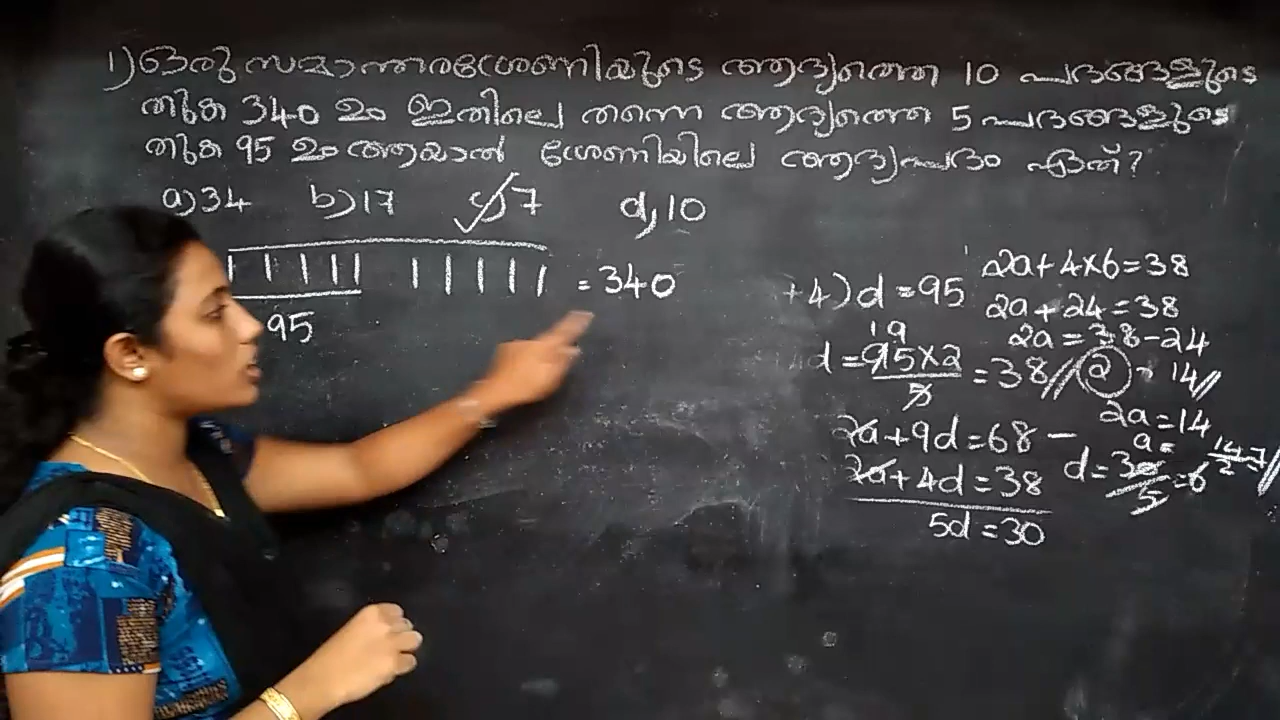 1) ഒരു സമാന്തരശ്രേണിയുടെ ആദ്യത്തെ 10 പദങ്ങളുടെ
തുക 340 ഉം ഇതിലെ തന്നെ ആദ്യത്തെ 5 പദങ്ങളുടെ
തുക 95 ഉം ആയാൽ ശ്രേണിയിലെ ആദ്യപദം ഏത്?
a) 34 b) 17 c) 7 d) 10
= 340
95
+4) d = 95
d = 95×2 / 5 = 38 //
19
2a + 9d = 68 –
2a + 4d = 38
5d = 30
2a + 4×6 = 38
2a + 24 = 38
2a = 38 – 24
2 14 //
2a = 14
a = 14/2 = 7 //
d = 30/5 = 6